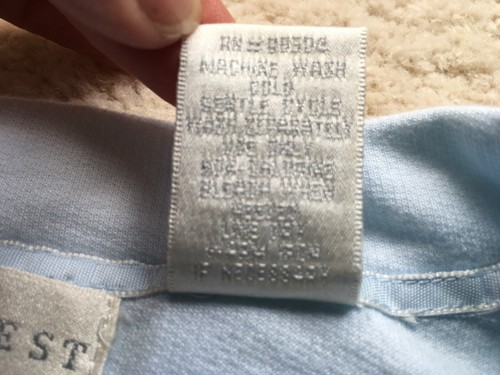 MACHINE WASH
COLD
GENTLE CYCLE
WASH SEPARATELY
USE ONLY
NON-CHLORINE
BLEACH WHEN
NEEDED
LINE DRY
WARM IRON
IF NECESSARY
EST